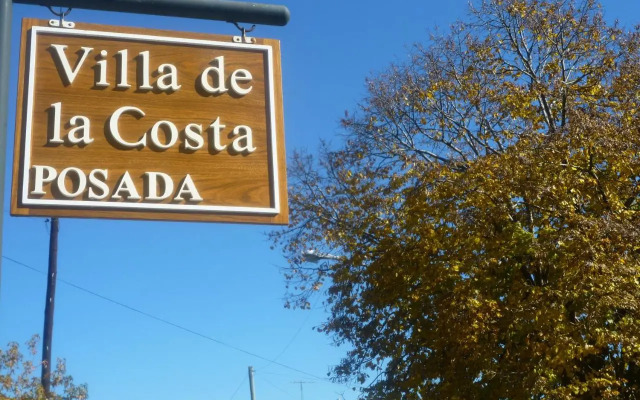 Villa de
la Costa
POSADA